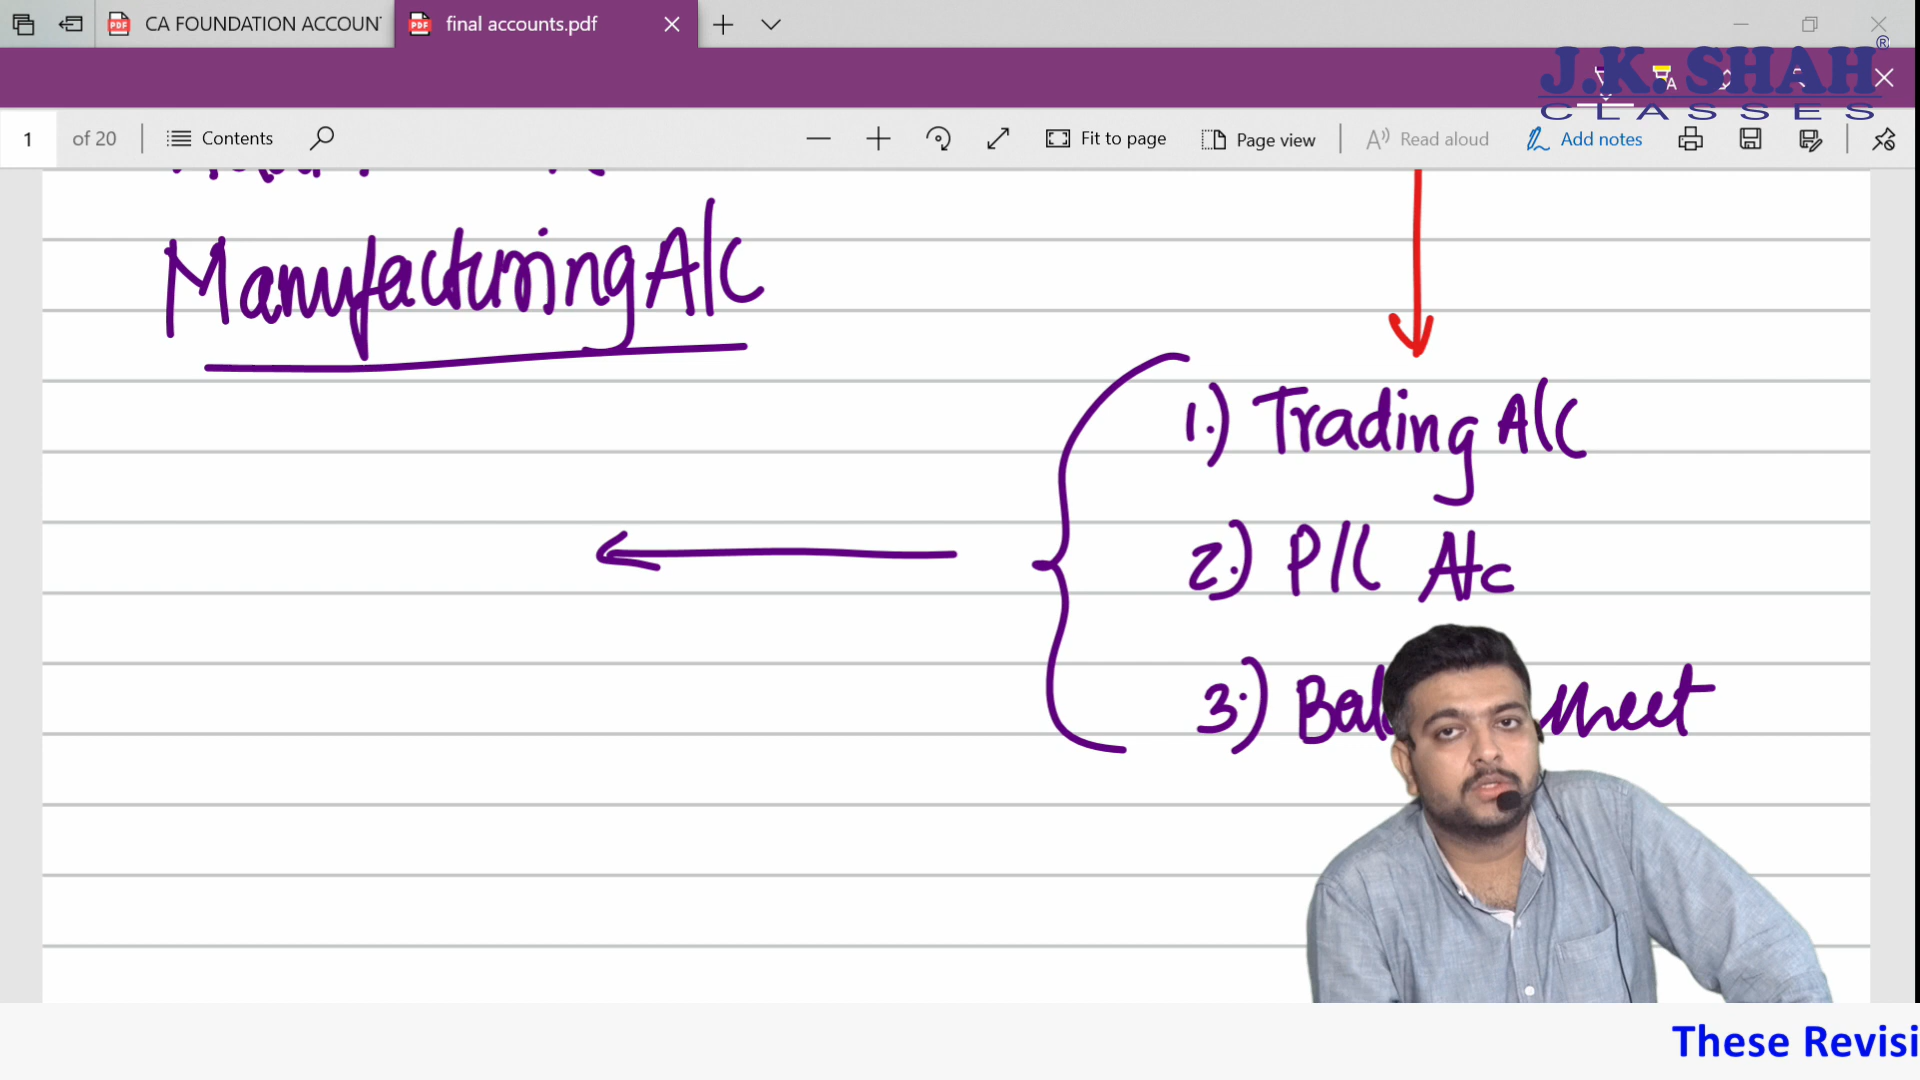 CA FOUNDATION ACCOUN
final accounts.pdf
J.K. SHAH®
CLASSES
1 of 20 Contents Fit to page Page view Read aloud Add notes
Manufacturing A/C
1.) Trading A/C
2.) P/L A/c
3.) Sheet
These Revisi